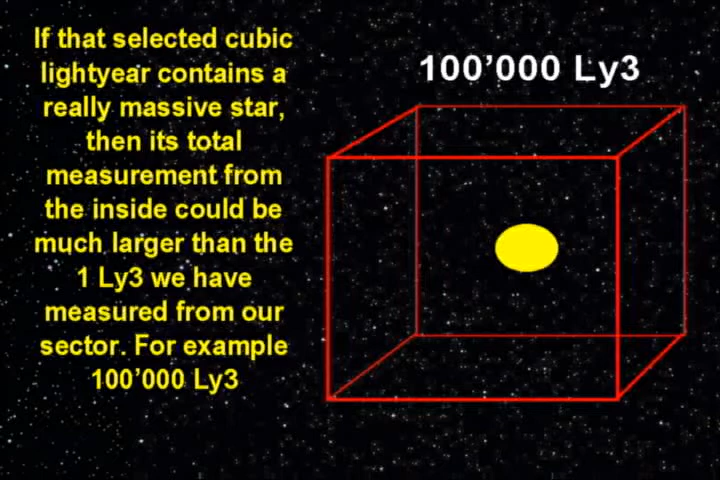 If that selected cubic
lightyear contains a
really massive star,
then its total
measurement from
the inside could be
much larger than the
1 Ly3 we have
measured from our
sector. For example
100'000 Ly3
100'000 Ly3